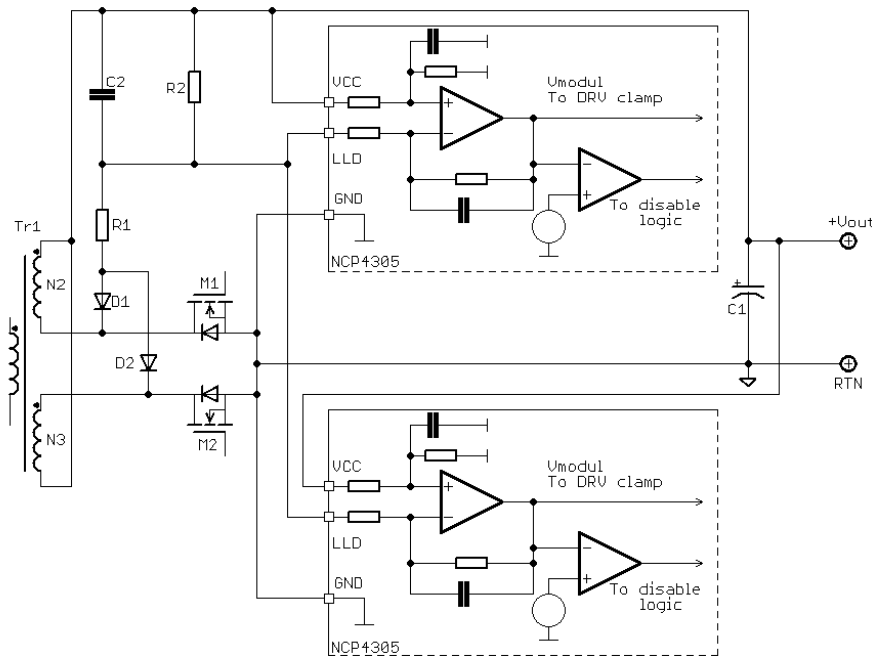 C2
R2
VCC
Vmodul
To DRV clamp
LLD
GND
To disable
logic
Tr1
R1
+Vout
NCP4305
N2
D1
M1
C1
D2
RTN
N3
M2
VCC
Vmodul
To DRV clamp
LLD
GND
To disable
logic
NCP4305